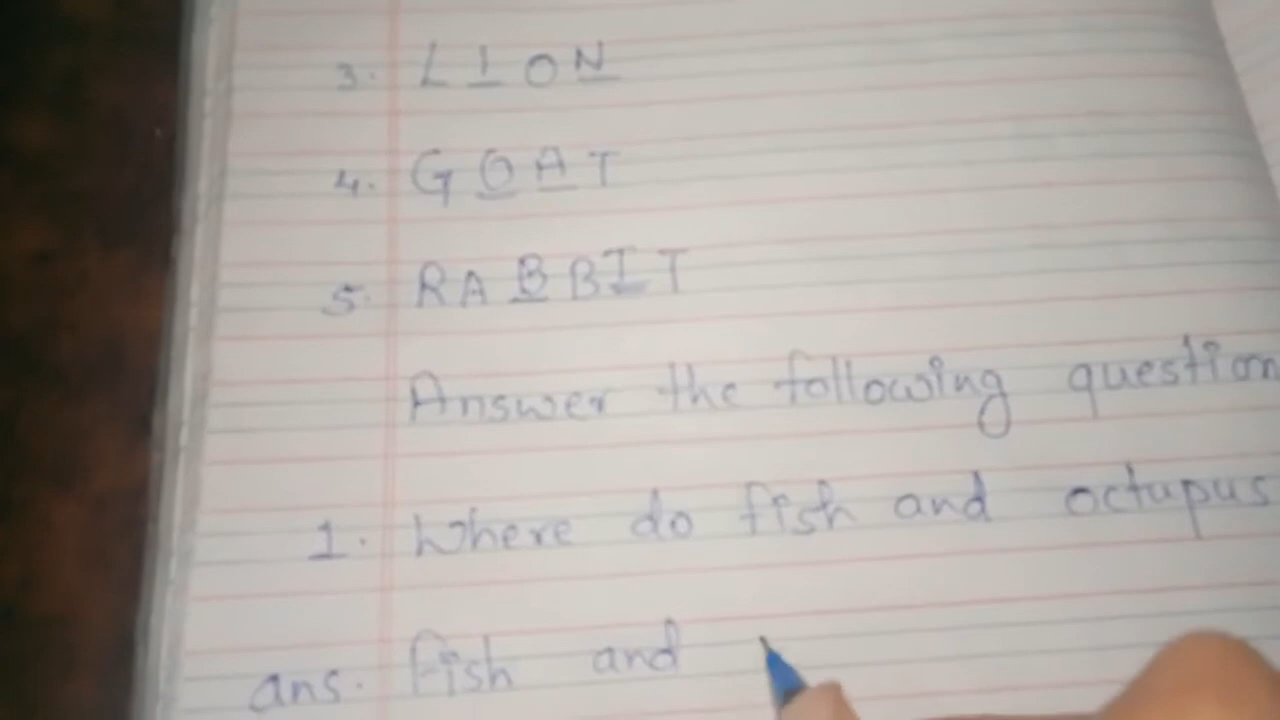 3. LION
4. GOAT
5. RABBIT
Answer the following question
1. Where do fish and octupus
ans. fish and